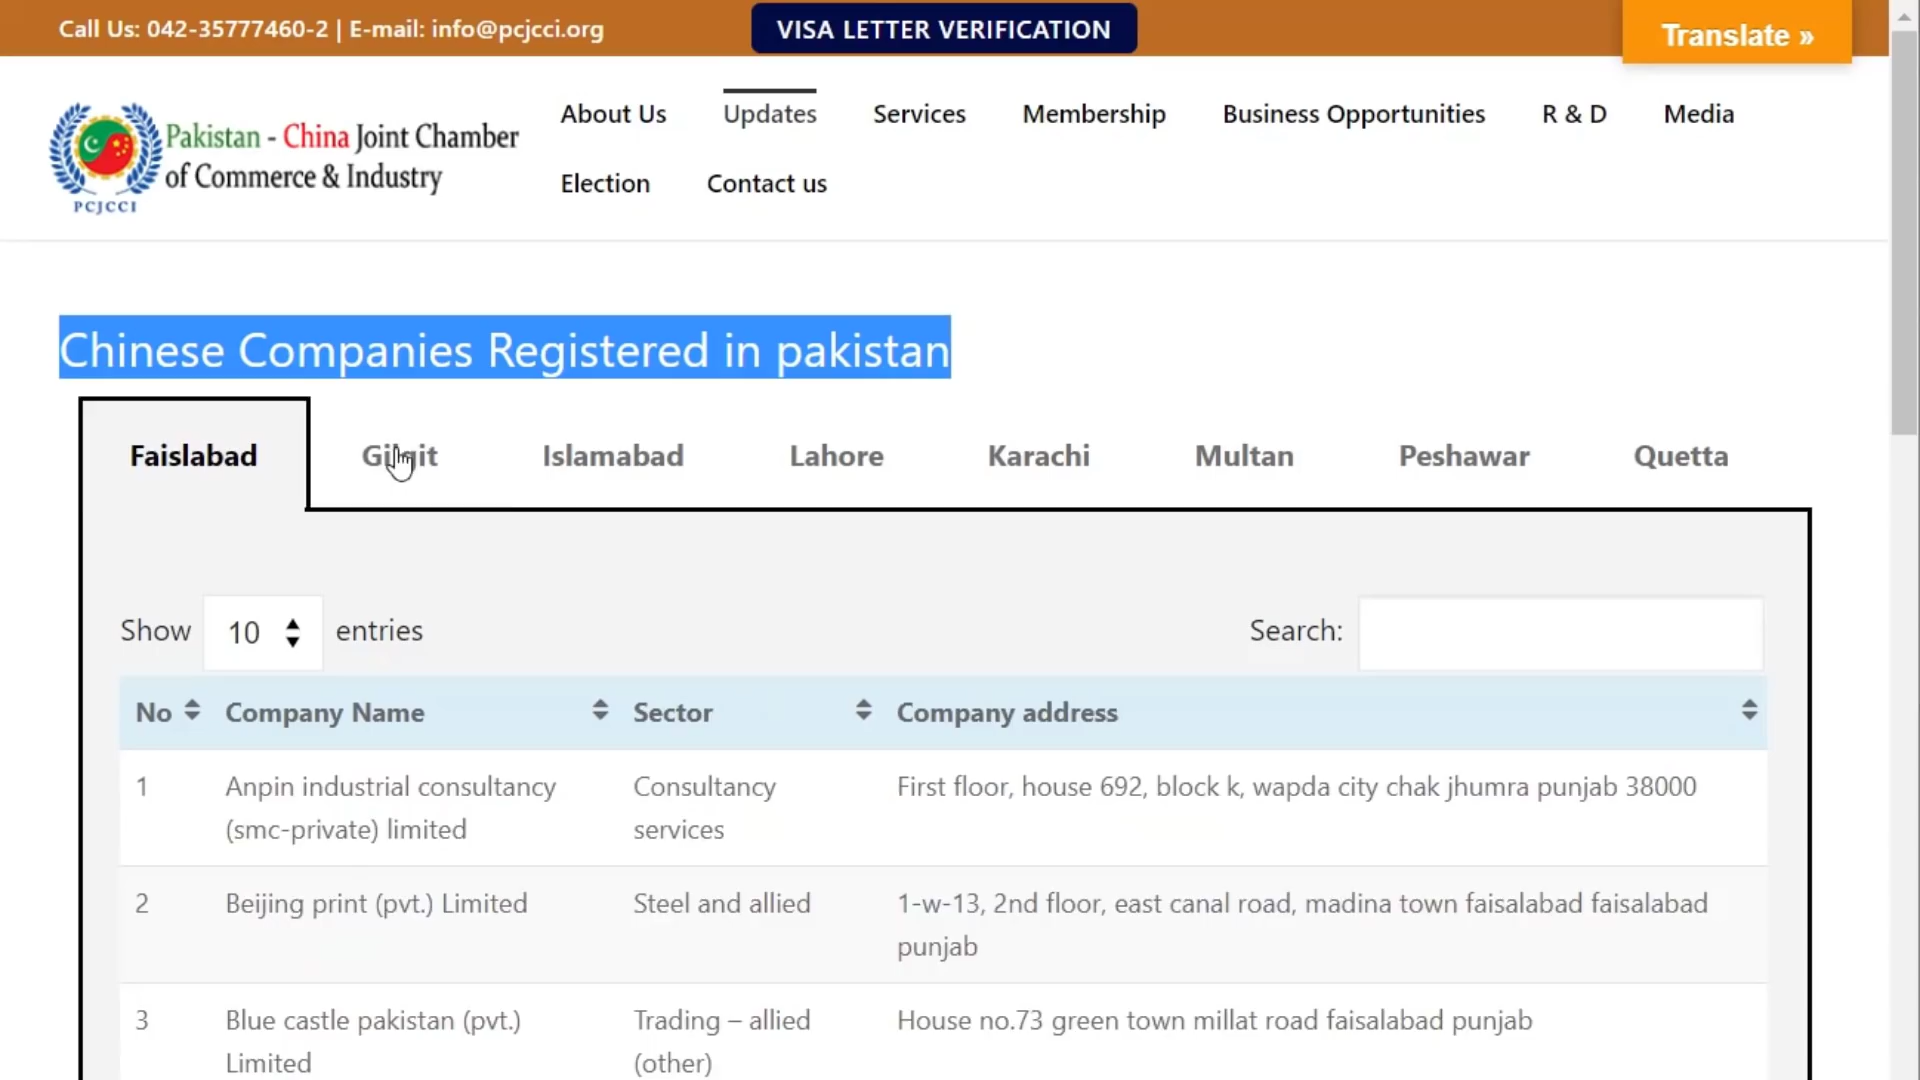 Call Us: 042-35777460-2 | E-mail: info@pcjcci.org
VISA LETTER VERIFICATION
Translate »
Pakistan - China Joint Chamber
of Commerce & Industry
PCJCCI
About Us Updates Services Membership Business Opportunities R & D Media
Election Contact us
Chinese Companies Registered in pakistan
Faislabad Gilgit Islamabad Lahore Karachi Multan Peshawar Quetta
Show 10 entries Search:
No Company Name Sector Company address
1 Anpin industrial consultancy Consultancy First floor, house 692, block k, wapda city chak jhumra punjab 38000
(smc-private) limited services
2 Beijing print (pvt.) Limited Steel and allied 1-w-13, 2nd floor, east canal road, madina town faisalabad faisalabad
punjab
3 Blue castle pakistan (pvt.) Trading – allied House no.73 green town millat road faisalabad punjab
Limited (other)